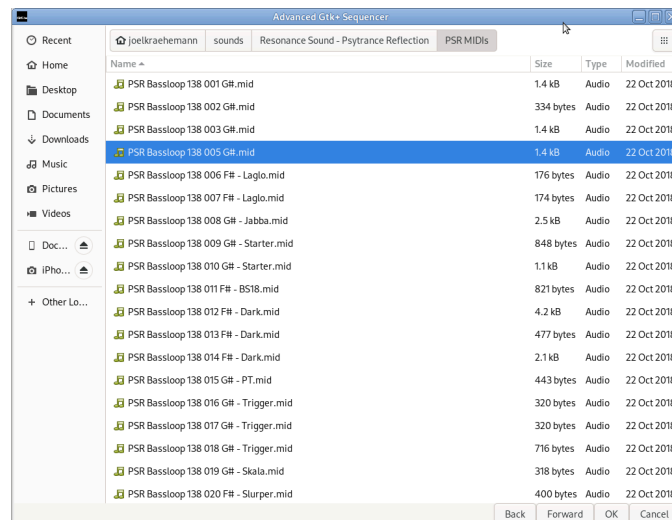 Advanced Gtk+ Sequencer
Recent
Home
Desktop
Documents
Downloads
Music
Pictures
Videos
Doc...
iPho...
+ Other Lo...
joelkraehemann sounds Resonance Sound - Psytrance Reflection PSR MIDIs
Name Size Type Modified
PSR Bassloop 138 001 G#.mid 1.4 kB Audio 22 Oct 2018
PSR Bassloop 138 002 G#.mid 334 bytes Audio 22 Oct 2018
PSR Bassloop 138 003 G#.mid 1.4 kB Audio 22 Oct 2018
PSR Bassloop 138 005 G#.mid 1.4 kB Audio 22 Oct 2018
PSR Bassloop 138 006 F# - Laglo.mid 176 bytes Audio 22 Oct 2018
PSR Bassloop 138 007 F# - Laglo.mid 174 bytes Audio 22 Oct 2018
PSR Bassloop 138 008 G# - Jabba.mid 2.5 kB Audio 22 Oct 2018
PSR Bassloop 138 009 G# - Starter.mid 848 bytes Audio 22 Oct 2018
PSR Bassloop 138 010 G# - Starter.mid 1.1 kB Audio 22 Oct 2018
PSR Bassloop 138 011 F# - BS18.mid 821 bytes Audio 22 Oct 2018
PSR Bassloop 138 012 F# - Dark.mid 4.2 kB Audio 22 Oct 2018
PSR Bassloop 138 013 F# - Dark.mid 477 bytes Audio 22 Oct 2018
PSR Bassloop 138 014 F# - Dark.mid 2.1 kB Audio 22 Oct 2018
PSR Bassloop 138 015 G# - PT.mid 443 bytes Audio 22 Oct 2018
PSR Bassloop 138 016 G# - Trigger.mid 320 bytes Audio 22 Oct 2018
PSR Bassloop 138 017 G# - Trigger.mid 320 bytes Audio 22 Oct 2018
PSR Bassloop 138 018 G# - Trigger.mid 716 bytes Audio 22 Oct 2018
PSR Bassloop 138 019 G# - Skala.mid 318 bytes Audio 22 Oct 2018
PSR Bassloop 138 020 F# - Slurper.mid 400 bytes Audio 22 Oct 2018
Back Forward OK Cancel